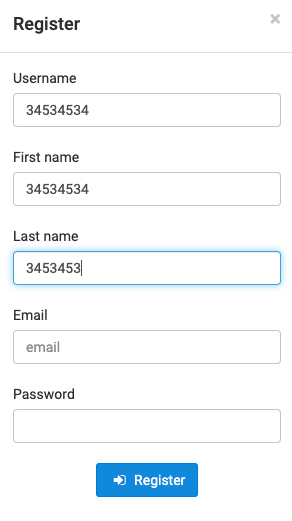 Register
×
Username
34534534
First name
34534534
Last name
3453453
Email
email
Password
Register